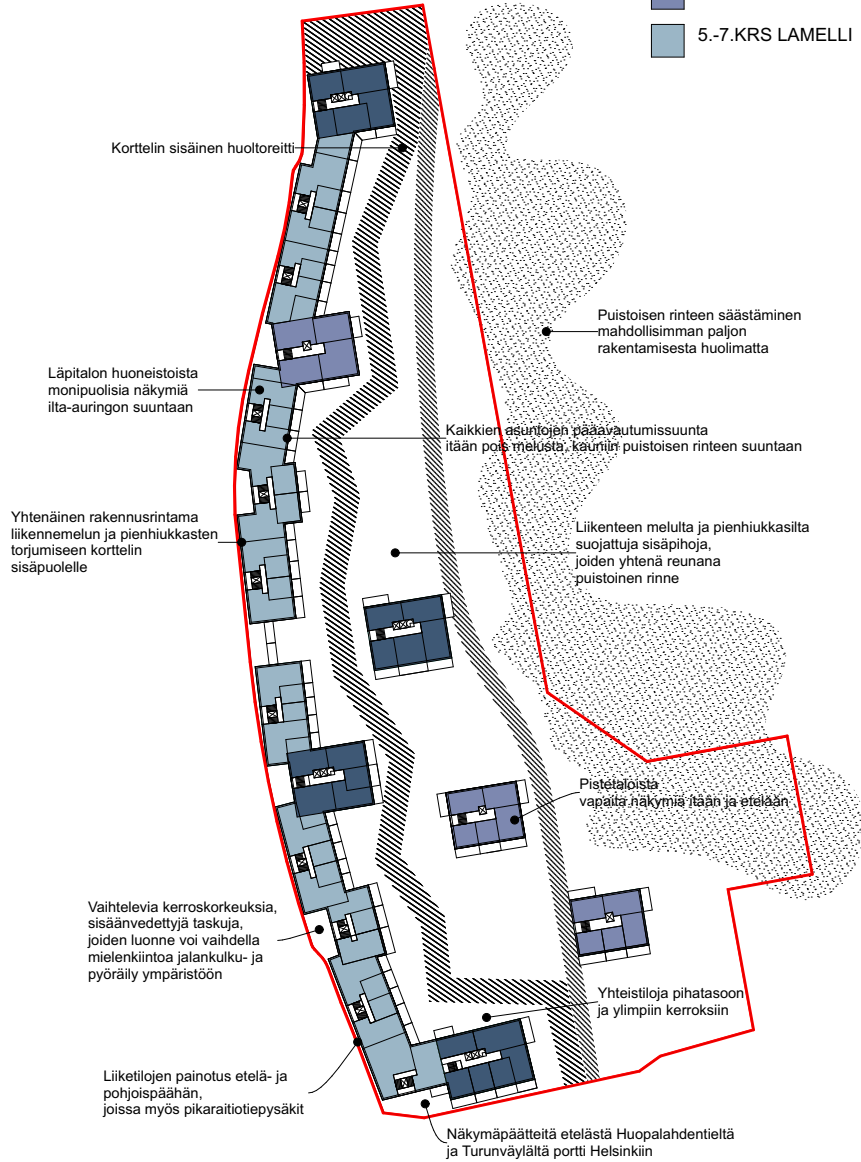 5.-7.KRS LAMELLI
Korttelin sisäinen huoltoreitti
Puistoisen rinteen säästäminen
mahdollisimman paljon
rakentamisesta huolimatta
Läpitalon huoneistoista
monipuolisia näkymiä
ilta-auringon suuntaan
Kaikkien asuntojen päävautumissuunta
itään pois melusta, kauniin puistoisen rinteen suuntaan
Yhtenäinen rakennusrintama
liikennemelun ja pienhiukkasten
torjumiseen korttelin
sisäpuolelle
Liikenteen melulta ja pienhiukkasilta
suojattuja sisäpihoja,
joiden yhtenä reunana
puistoinen rinne
Pistetaloista
vapaita näkymiä itään ja etelään
Vaihtelevia kerroskorkeuksia,
sisäänvedettyjä taskuja,
joiden luonne voi vaihdella
mielenkiintoa jalankulku- ja
pyöräily ympäristöön
Yhteistiloja pihatasoon
ja ylimpiin kerroksiin
Liiketilojen painotus etelä- ja
pohjoispäähän,
joissa myös pikaraitiotiepysäkit
Näkymäpäätteitä etelästä Huopalahdentieltä
ja Turunväylältä portti Helsinkiin